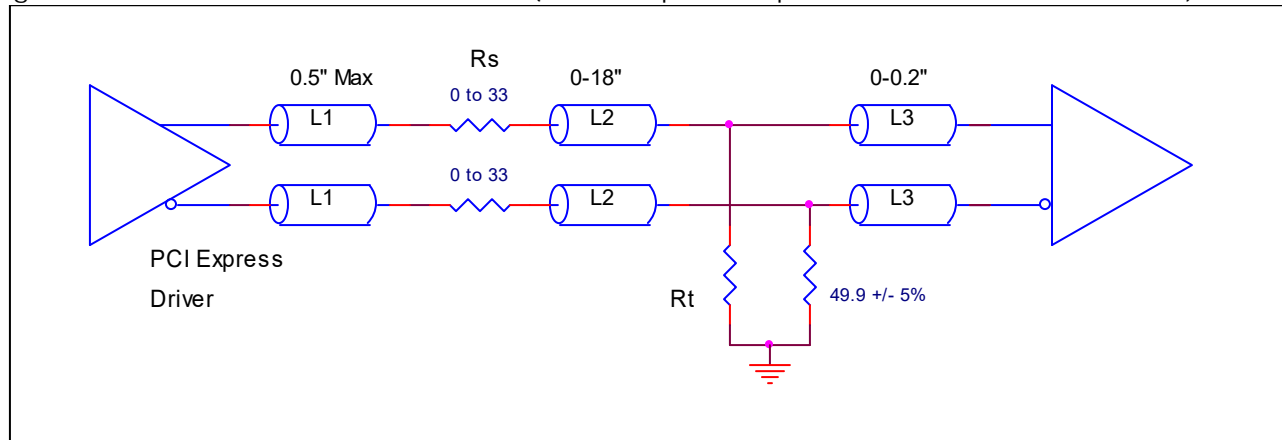 Rs
0.5" Max
0-18"
0-0.2"
0 to 33
L1
L2
L3
0 to 33
L1
L2
L3
PCI Express
Driver
Rt
49.9 +/- 5%